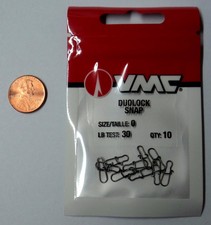 VMC
DUOLOCK
SNAP
SIZE/TAILLE: 0
LB TEST: 30 QTY: 10